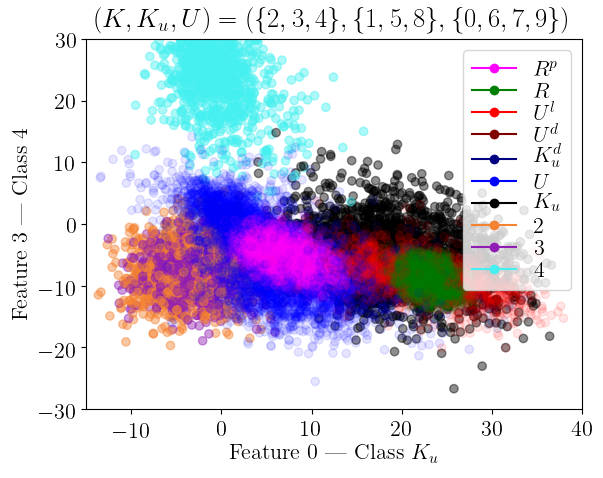 (K, K_u, U) = ({2, 3, 4}, {1, 5, 8}, {0, 6, 7, 9})
30
20
10
0
−10
−20
−30
Feature 3 — Class 4
R^p
R
U^l
U^d
K_u^d
U
K_u
2
3
4
−10
0
10
20
30
40
Feature 0 — Class K_u